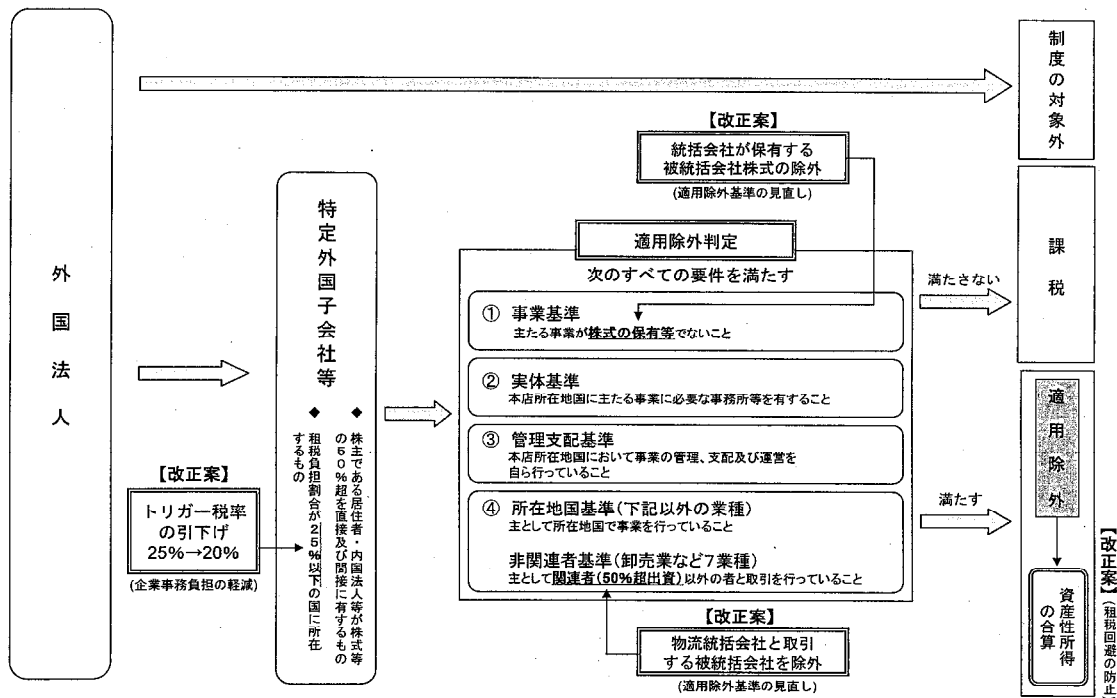 外国法人
制度の対象外
【改正案】
統括会社が保有する
被統括会社株式の除外
(適用除外基準の見直し)
特定外国子会社等
◆ 株主である居住者・内国法人等が株式等
の50%超を直接及び間接に有するもの
◆ 租税負担割合が25%以下の国に所在
するもの
【改正案】
トリガー税率
の引下げ
25%→20%
(企業事務負担の軽減)
適用除外判定
次のすべての要件を満たす
① 事業基準
主たる事業が株式の保有等でないこと
② 実体基準
本店所在地国に主たる事業に必要な事務所等を有すること
③ 管理支配基準
本店所在地国において事業の管理、支配及び運営を
自ら行っていること
④ 所在地国基準(下記以外の業種)
主として所在地国で事業を行っていること
非関連者基準(卸売業など7業種)
主として関連者(50%超出資)以外の者と取引を行っていること
【改正案】
物流統括会社と取引
する被統括会社を除外
(適用除外基準の見直し)
満たさない
課税
満たす
適用除外
資産性所得
の合算
【改正案】(租税回避の防止)